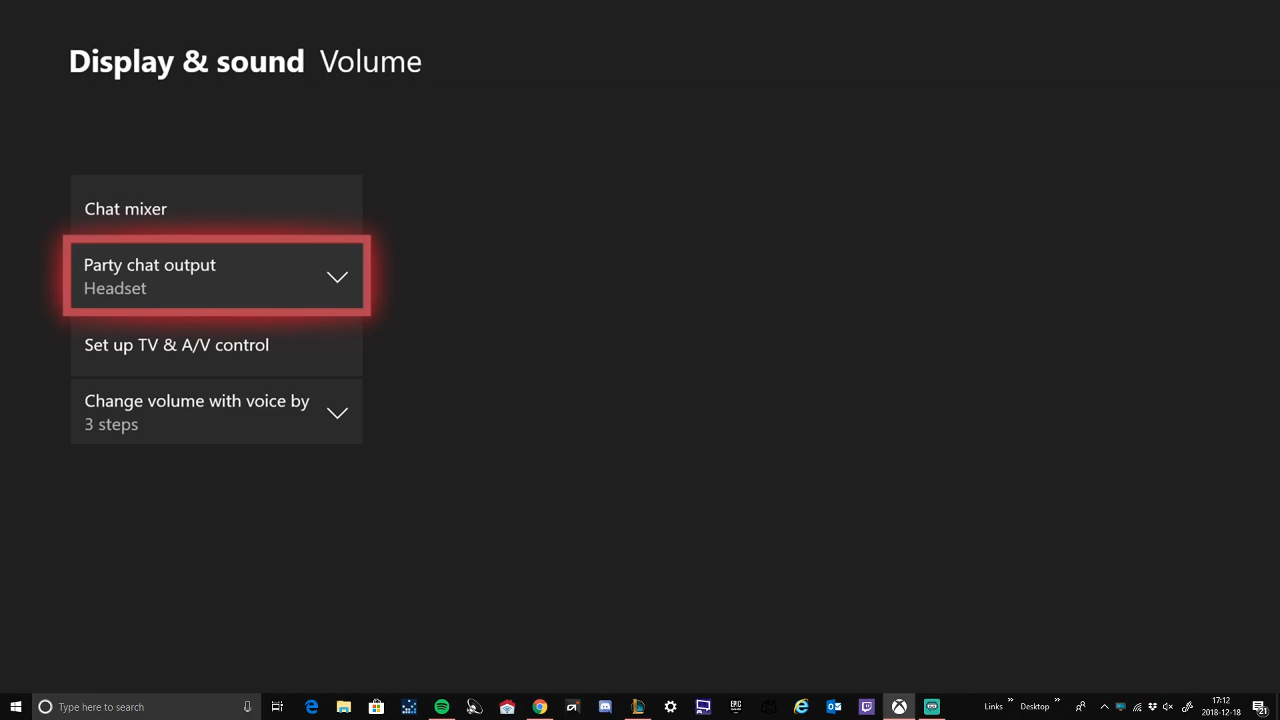 Display & sound Volume
Chat mixer
Party chat output
Headset
Set up TV & A/V control
Change volume with voice by
3 steps
Type here to search
Links
Desktop
17:12
2018-12-18